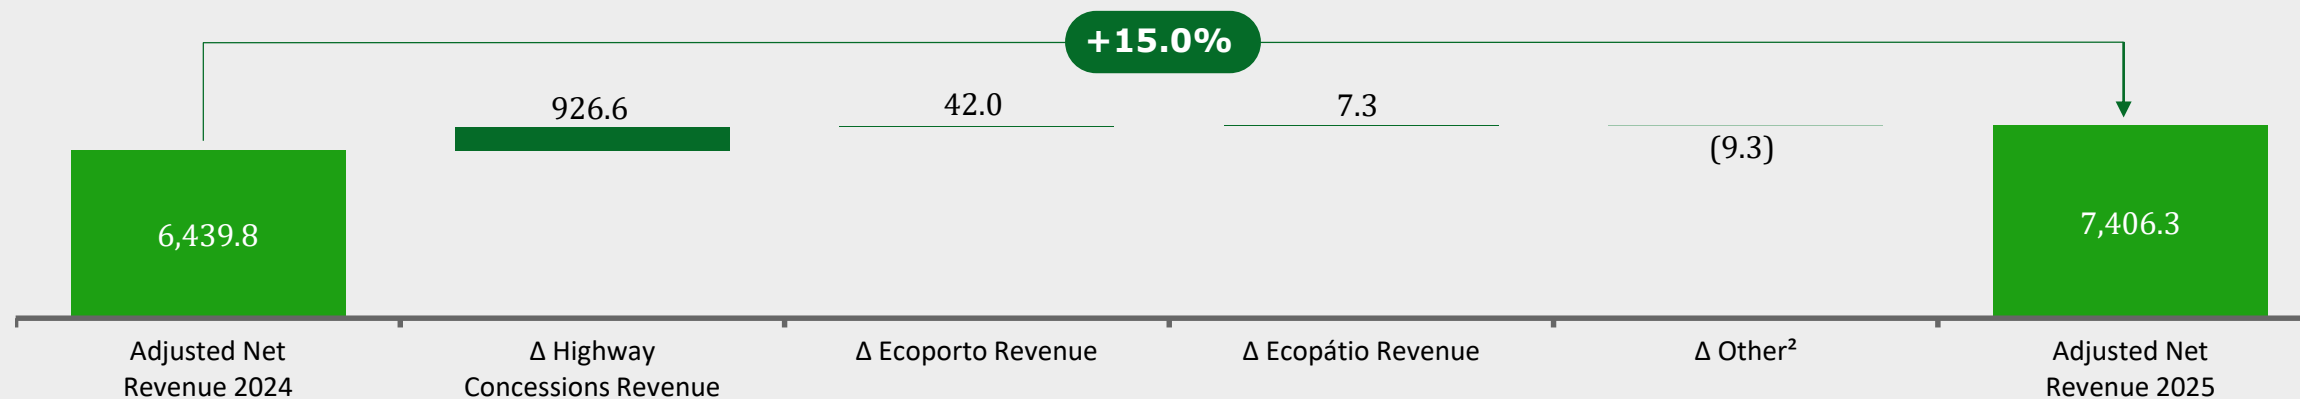 +15.0%
926.6
42.0
7.3
(9.3)
6,439.8
7,406.3
Adjusted Net
Revenue 2024
Δ Highway
Concessions Revenue
Δ Ecoporto Revenue
Δ Ecopátio Revenue
Δ Other²
Adjusted Net
Revenue 2025